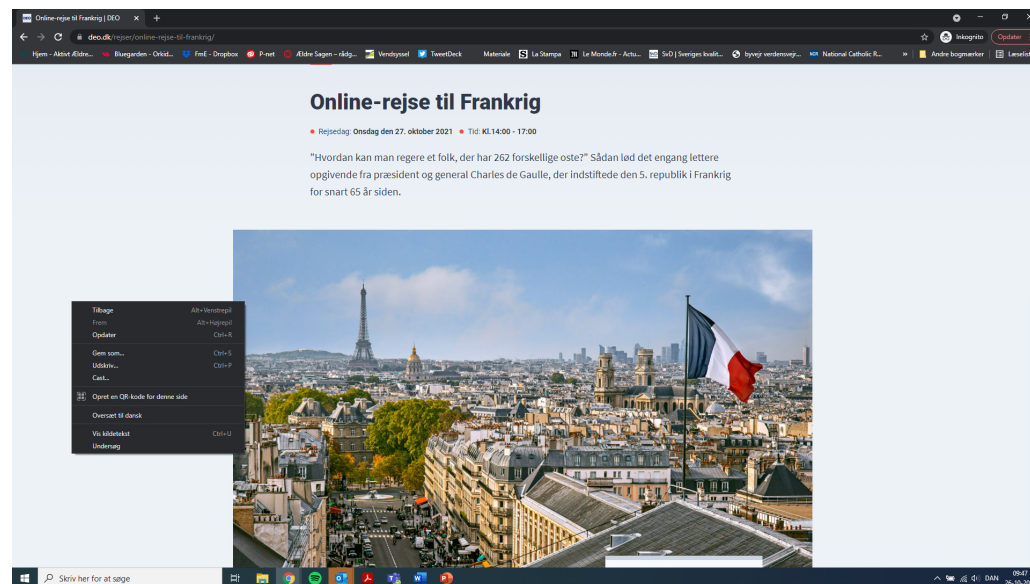 Online-rejse til Frankrig | DEO
deo.dk/rejser/online-rejse-til-frankrig/
Inkognito
Opdater
Hjem - Aktivt Ældre...
Bluegarden - Orkid...
FmE - Dropbox
P-net
Ældre Sagen – rådg...
Vendsyssel
TweetDeck
Materiale
La Stampa
Le Monde.fr - Actu...
SvD | Sveriges kvalit...
byvejr verdensvejr...
National Catholic R...
»
Andre bogmærker
Læselist
Online-rejse til Frankrig
Rejsedag: Onsdag den 27. oktober 2021 Tid: Kl.14:00 - 17:00
"Hvordan kan man regere et folk, der har 262 forskellige oste?" Sådan lød det engang lettere
opgivende fra præsident og general Charles de Gaulle, der indstiftede den 5. republik i Frankrig
for snart 65 år siden.
Tilbage Alt+Venstrepil
Frem Alt+Højrepil
Opdater Ctrl+R
Gem som... Ctrl+S
Udskriv... Ctrl+P
Cast...
Opret en QR-kode for denne side
Oversæt til dansk
Vis kildetekst Ctrl+U
Undersøg
Skriv her for at søge
DAN
09:47